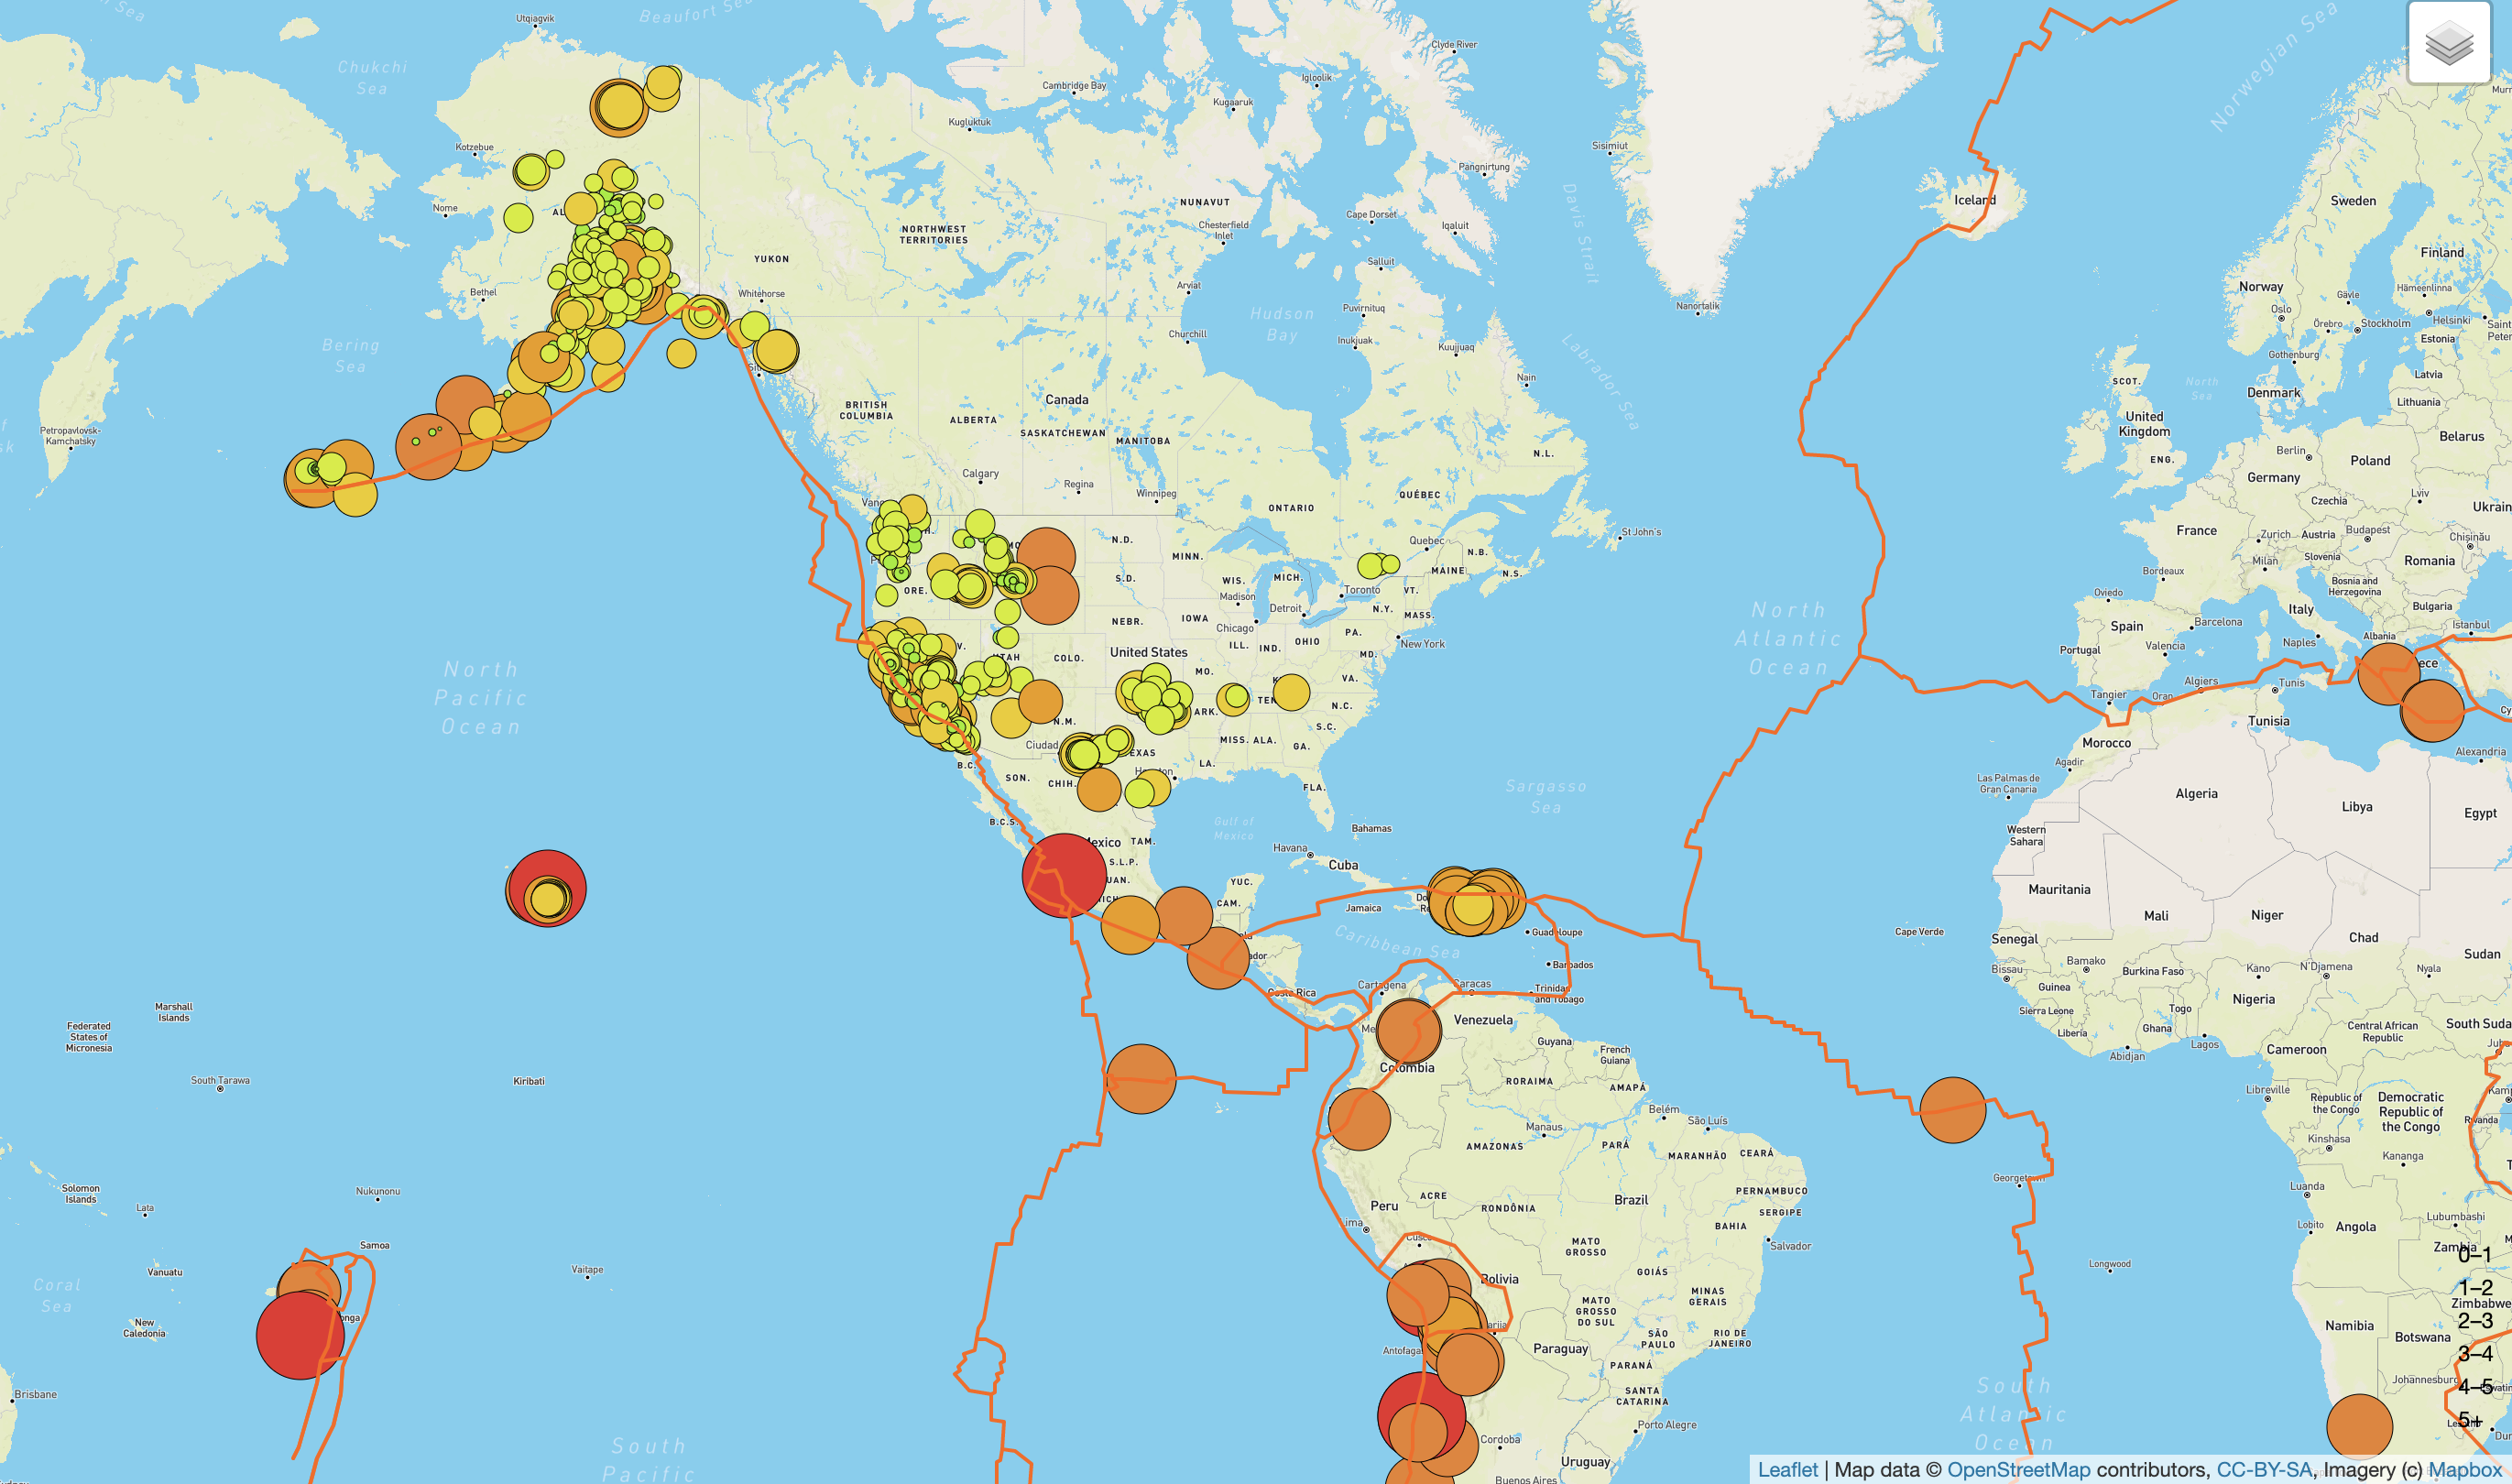 Beaufort Sea
Utqiaġvik
Chukchi
Sea
Clyde River
Norwegian Sea
Cambridge Bay
Igloolik
Kugaaruk
Kugluktuk
Kotzebue
Sisimiut
Pangnirtung
Nome
NUNAVUT
Cape Dorset
Iqaluit
Chesterfield
Inlet
NORTHWEST
TERRITORIES
Davis Strait
Iceland
Sweden
Finland
YUKON
Salluit
Bethel
Whitehorse
Arviat
Puvirnituq
Nanortalik
Norway
Gävle
Hämeenlinna
Oslo
Örebro
Stockholm
Helsinki
Saint
Peter
Hudson
Bay
Churchill
Inukjuak
Kuujjuaq
Labrador Sea
Estonia
Gothenburg
Bering
Sea
Nain
Latvia
SCOT.
North
Sea
Denmark
Lithuania
BRITISH
COLUMBIA
Canada
ALBERTA
SASKATCHEWAN
MANITOBA
United
Kingdom
Belarus
Petropavlovsk-
Kamchatsky
Calgary
Regina
Winnipeg
N.L.
ENG.
Berlin
Poland
Germany
Czechia
Lviv
Ukrain
QUÉBEC
ONTARIO
St John's
France
Zurich
Austria
Budapest
Chișinău
Quebec
N.B.
N.D.
MINN.
MAINE
N.S.
Slovenia
Milan
Romania
Bordeaux
Bosnia and
Herzegovina
S.D.
WIS.
MICH.
Madison
Toronto
VT.
ORE.
Detroit
N.Y.
MASS.
Oviedo
Italy
Bulgaria
NEBR.
IOWA
Chicago
PA.
New York
North
Atlantic
Ocean
Spain
Barcelona
Naples
Albania
Istanbul
ILL.
IND.
OHIO
MD.
Portugal
Valencia
UTAH
COLO.
United States
North
Pacific
Ocean
MO.
VA.
Algiers
Tunis
Tangier
Oran
ARK.
N.C.
N.M.
S.C.
Tunisia
Ciudad
MISS.
ALA.
GA.
Morocco
Alexandria
B.C.
SON.
CHIH.
LA.
Agadir
FLA.
Las Palmas de
Gran Canaria
Algeria
Libya
Egypt
Sargasso
Sea
B.C.S.
Gulf of
Mexico
Bahamas
Western
Sahara
TAM.
Havana
Cuba
S.L.P.
YUC.
CAM.
Jamaica
Mauritania
Mali
Niger
Chad
Sudan
Caribbean Sea
Guadeloupe
Cape Verde
Senegal
Barbados
Bissau
Bamako
Burkina Faso
Kano
N'Djamena
Nyala
Cartagena
Caracas
Trinidad
and Tobago
Costa Rica
Guinea
Marshall
Islands
Sierra Leone
Togo
Nigeria
Federated
States of
Micronesia
Venezuela
Liberia
Ghana
Central African
Republic
South Suda
Guyana
French
Guiana
Abidjan
Lagos
Cameroon
Colombia
South Tarawa
Kiribati
RORAIMA
AMAPÁ
Libreville
Republic of
the Congo
Democratic
Republic of
the Congo
Belém
São Luís
Manaus
Rwanda
AMAZONAS
PARÁ
MARANHÃO
CEARÁ
Kinshasa
Kananga
Solomon
Islands
Nukunonu
ACRE
PERNAMBUCO
Georgetown
Luanda
Peru
RONDÔNIA
Brazil
SERGIPE
Lata
BAHIA
Lobito
Angola
Lubumbashi
Samoa
MATO
GROSSO
Salvador
Zambia
0–1
Vanuatu
Vaitape
GOIÁS
Longwood
Coral
Sea
Bolivia
1–2
MATO
GROSSO
DO SUL
MINAS
GERAIS
Zimbabwe
New
Caledonia
2–3
Namibia
Botswana
SÃO
PAULO
RIO DE
JANEIRO
Paraguay
3–4
PARANÁ
Johannesburg
4–5
Brisbane
SANTA
CATARINA
South
Atlantic
Ocean
5+
Porto Alegre
Cordoba
South
Pacific
Uruguay
Buenos Aires
Leaflet | Map data © OpenStreetMap contributors, CC-BY-SA, Imagery (c) Mapbox